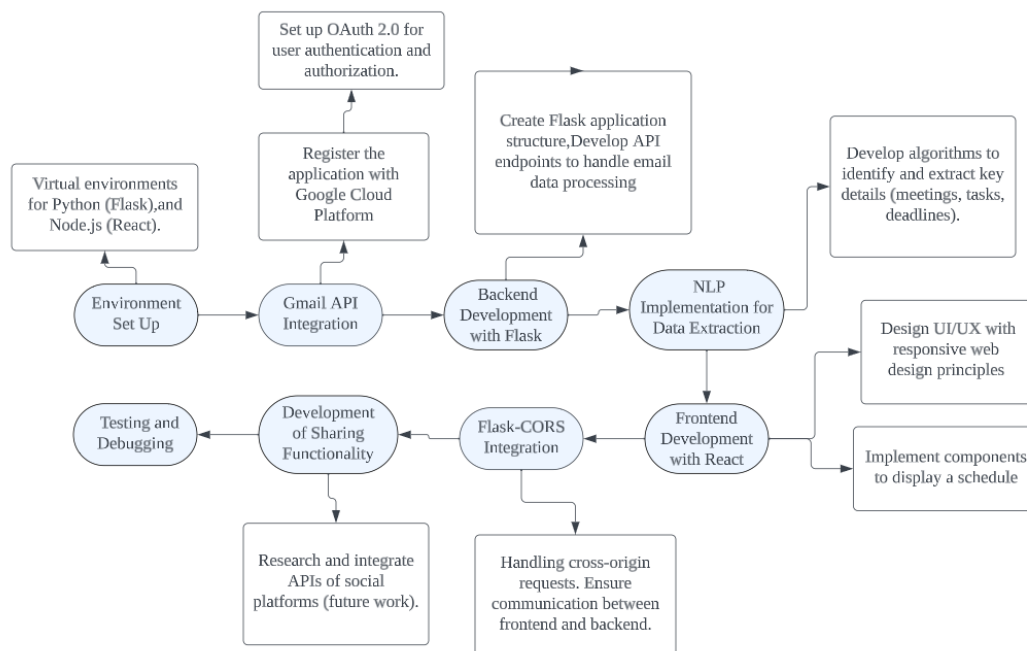 Set up OAuth 2.0 for
user authentication and
authorization.
Create Flask application
structure,Develop API
endpoints to handle email
data processing
Register the
application with
Google Cloud
Platform
Develop algorithms to
identify and extract key
details (meetings, tasks,
deadlines).
Virtual environments
for Python (Flask),and
Node.js (React).
Environment
Set Up
Gmail API
Integration
Backend
Development
with Flask
NLP
Implementation for
Data Extraction
Design UI/UX with
responsive web
design principles
Testing and
Debugging
Development
of Sharing
Functionality
Flask-CORS
Integration
Frontend
Development
with React
Implement components
to display a schedule
Research and integrate
APIs of social
platforms (future work).
Handling cross-origin
requests. Ensure
communication between
frontend and backend.